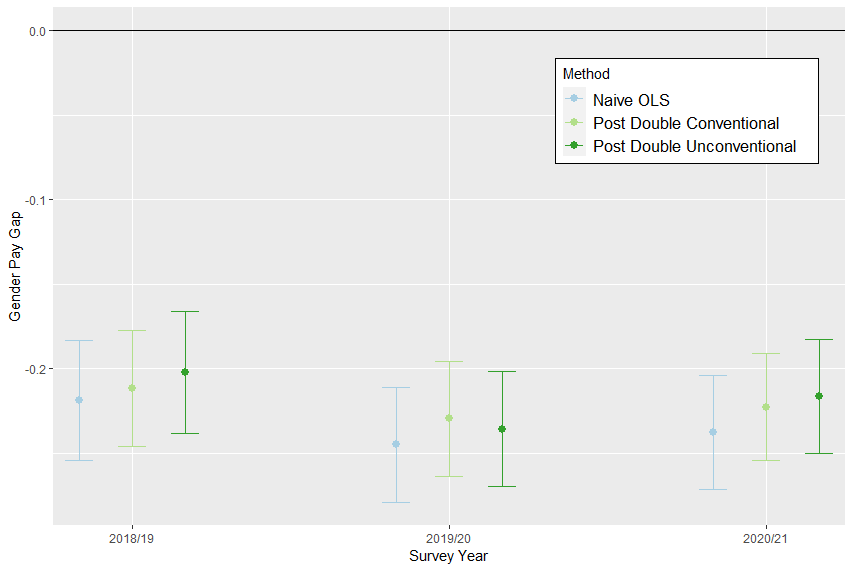 0.0
-0.1
-0.2
Gender Pay Gap
Method
Naive OLS
Post Double Conventional
Post Double Unconventional
2018/19
2019/20
2020/21
Survey Year